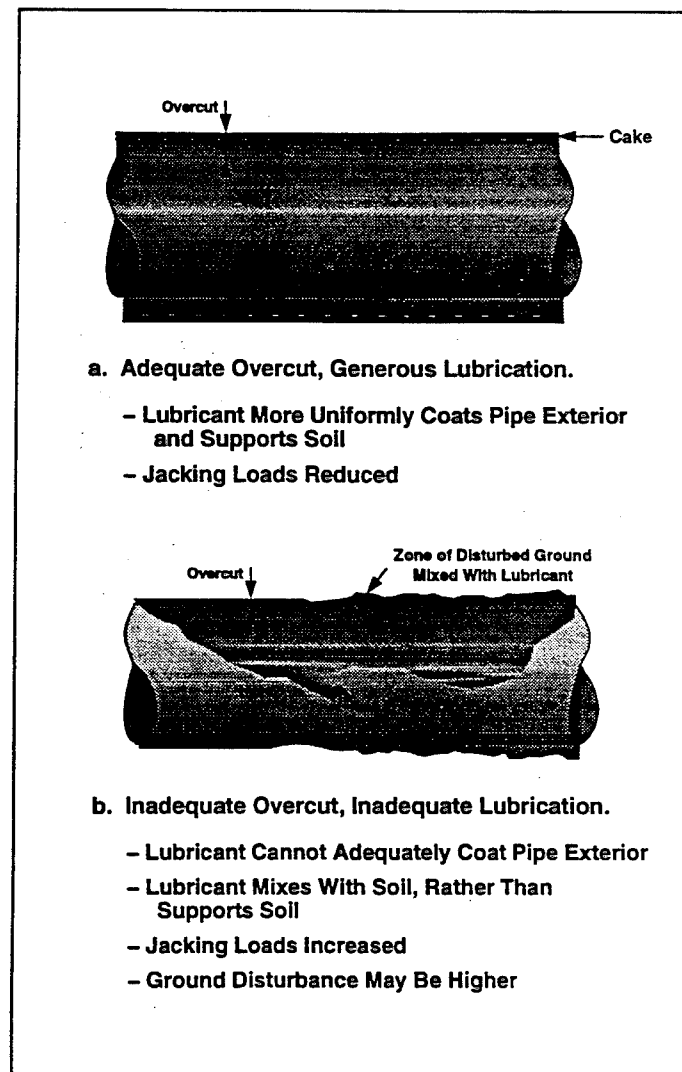 Overcut
Cake
a. Adequate Overcut, Generous Lubrication.
– Lubricant More Uniformly Coats Pipe Exterior
and Supports Soil
– Jacking Loads Reduced
Zone of Disturbed Ground
Mixed With Lubricant
Overcut
b. Inadequate Overcut, Inadequate Lubrication.
– Lubricant Cannot Adequately Coat Pipe Exterior
– Lubricant Mixes With Soil, Rather Than
Supports Soil
– Jacking Loads Increased
– Ground Disturbance May Be Higher